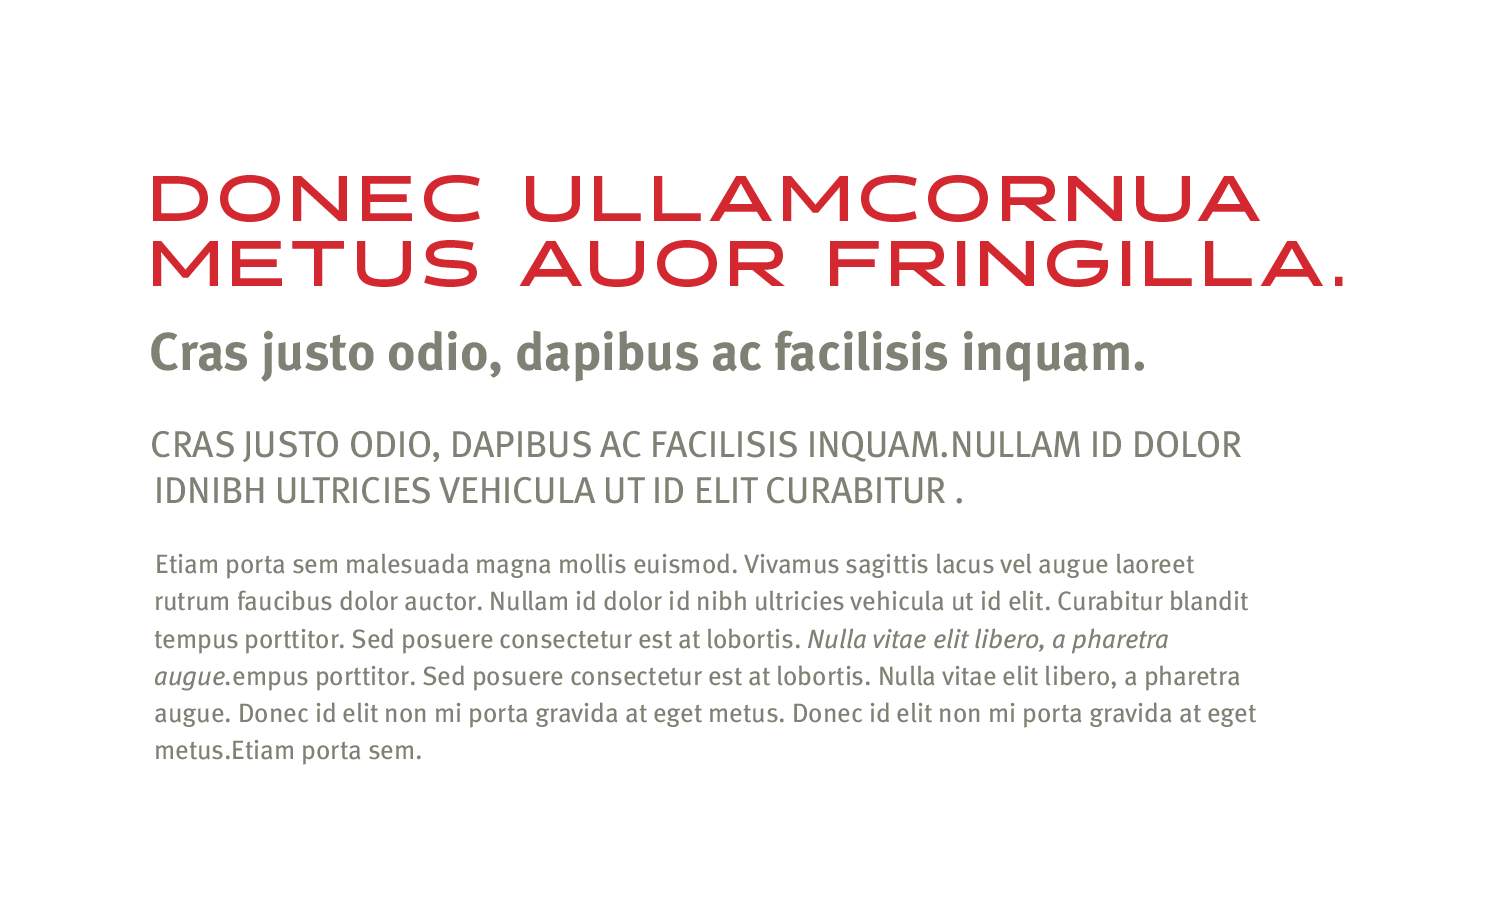 DONEC ULLAMCORNUA
METUS AUOR FRINGILLA.
Cras justo odio, dapibus ac facilisis inquam.
CRAS JUSTO ODIO, DAPIBUS AC FACILISIS INQUAM.NULLAM ID DOLOR
IDNIBH ULTRICIES VEHICULA UT ID ELIT CURABITUR .
Etiam porta sem malesuada magna mollis euismod. Vivamus sagittis lacus vel augue laoreet
rutrum faucibus dolor auctor. Nullam id dolor id nibh ultricies vehicula ut id elit. Curabitur blandit
tempus porttitor. Sed posuere consectetur est at lobortis. Nulla vitae elit libero, a pharetra
augue.empus porttitor. Sed posuere consectetur est at lobortis. Nulla vitae elit libero, a pharetra
augue. Donec id elit non mi porta gravida at eget metus. Donec id elit non mi porta gravida at eget
metus.Etiam porta sem.